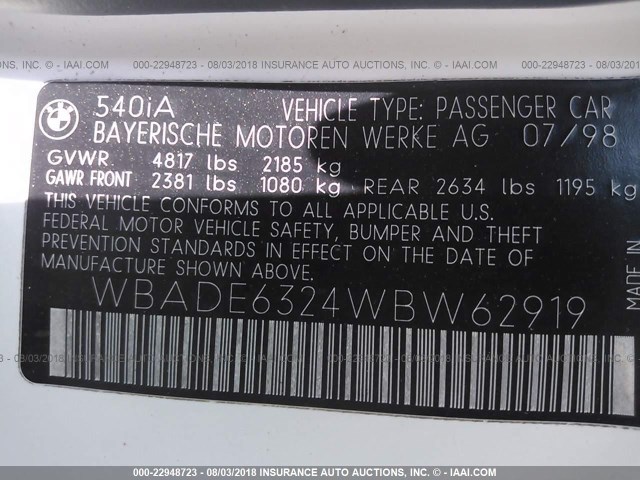 000-22948723 - 08/03/2018 - INSURANCE AUTO AUCTIONS, INC. - © IAAI.COM
BMW
540iA VEHICLE TYPE: PASSENGER CAR
BAYERISCHE MOTOREN WERKE AG 07/98
GVWR 4817 lbs 2185 kg
GAWR FRONT 2381 lbs 1080 kg REAR 2634 lbs 1195 kg
THIS VEHICLE CONFORMS TO ALL APPLICABLE U.S.
FEDERAL MOTOR VEHICLE SAFETY, BUMPER AND THEFT
PREVENTION STANDARDS IN EFFECT ON THE DATE OF
MANUFACTURE SHOWN ABOVE.
WBADE6324WBW62919
MADE IN
000-22948723 - 08/03/2018 - INSURANCE AUTO AUCTIONS, INC. - © IAAI.COM